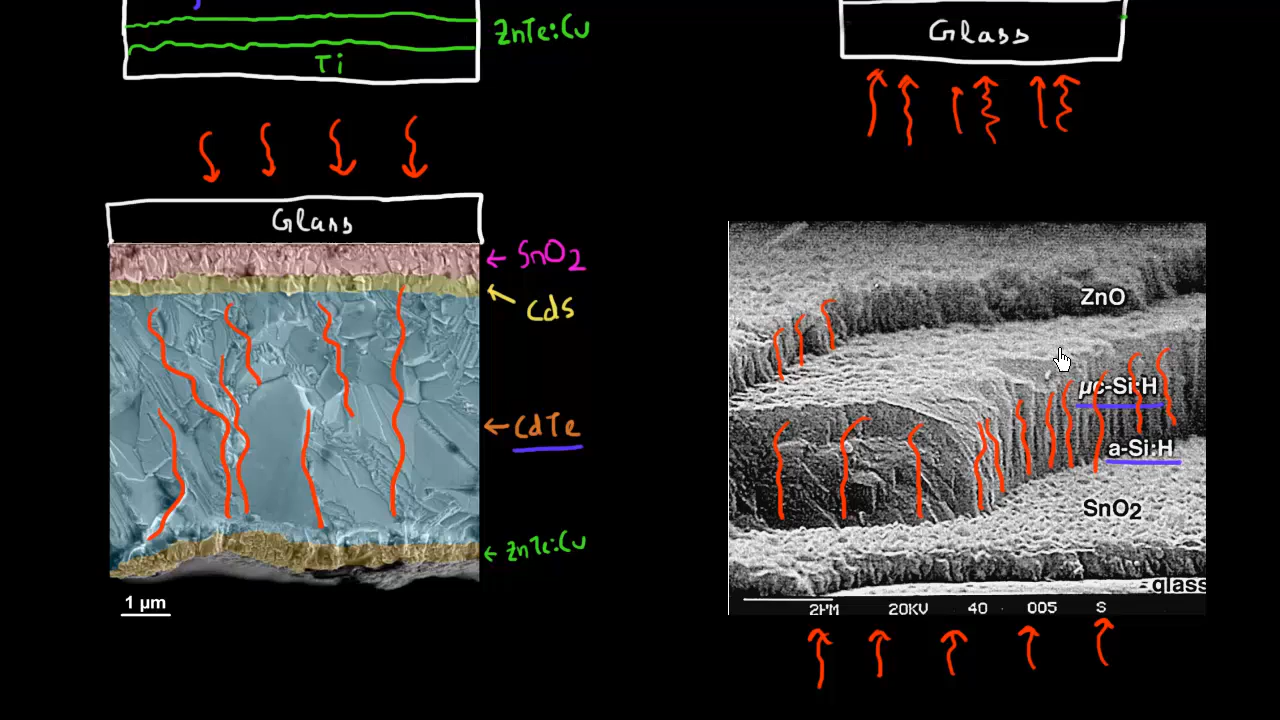 ZnTe:Cu
Ti
Glass
Glass
SnO2
CdS
CdTe
ZnTe:Cu
1 µm
ZnO
µc-Si:H
a-Si:H
SnO2
glass
2µM 20KV 40 005 S